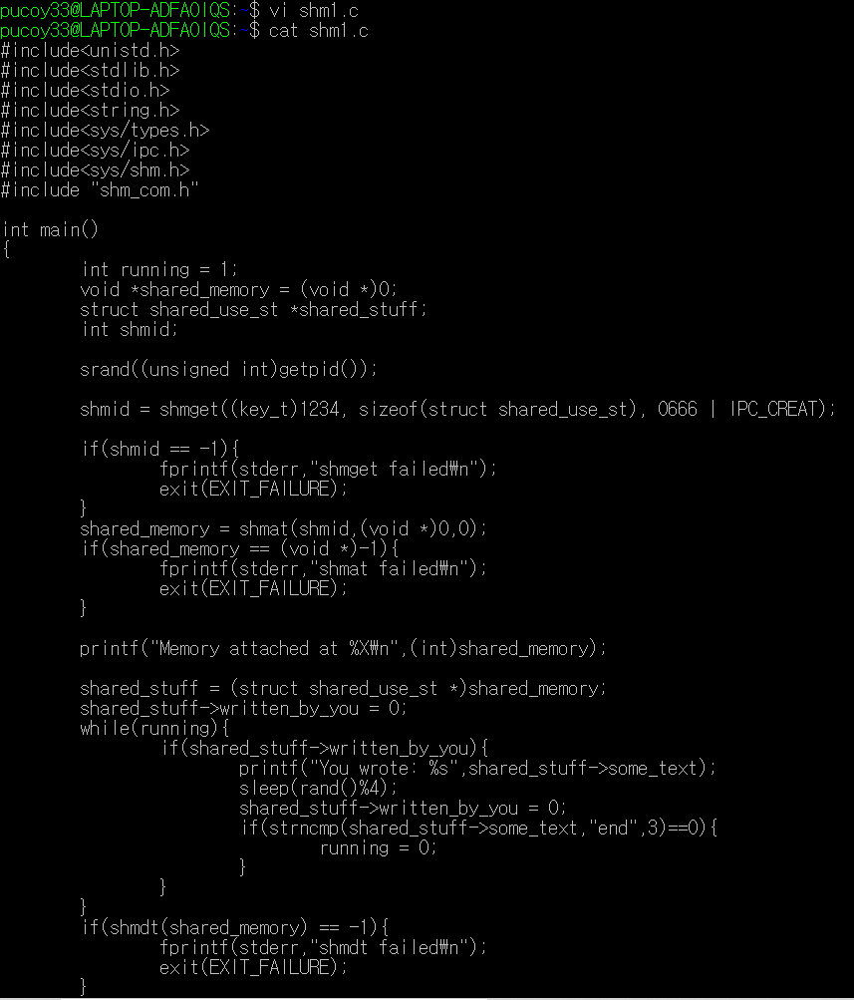 pucoy33@LAPTOP-ADFAOIQS:~$ vi shm1.c
pucoy33@LAPTOP-ADFAOIQS:~$ cat shm1.c
#include<unistd.h>
#include<stdlib.h>
#include<stdio.h>
#include<string.h>
#include<sys/types.h>
#include<sys/ipc.h>
#include<sys/shm.h>
#include "shm_com.h"

int main()
{
        int running = 1;
        void *shared_memory = (void *)0;
        struct shared_use_st *shared_stuff;
        int shmid;

        srand((unsigned int)getpid());

        shmid = shmget((key_t)1234, sizeof(struct shared_use_st), 0666 | IPC_CREAT);

        if(shmid == -1){
                fprintf(stderr,"shmget failed₩n");
                exit(EXIT_FAILURE);
        }
        shared_memory = shmat(shmid,(void *)0,0);
        if(shared_memory == (void *)-1){
                fprintf(stderr,"shmat failed₩n");
                exit(EXIT_FAILURE);
        }

        printf("Memory attached at %X₩n",(int)shared_memory);

        shared_stuff = (struct shared_use_st *)shared_memory;
        shared_stuff->written_by_you = 0;
        while(running){
                if(shared_stuff->written_by_you){
                        printf("You wrote: %s",shared_stuff->some_text);
                        sleep(rand()%4);
                        shared_stuff->written_by_you = 0;
                        if(strncmp(shared_stuff->some_text,"end",3)==0){
                                running = 0;
                        }
                }
        }
        if(shmdt(shared_memory) == -1){
                fprintf(stderr,"shmdt failed₩n");
                exit(EXIT_FAILURE);
        }